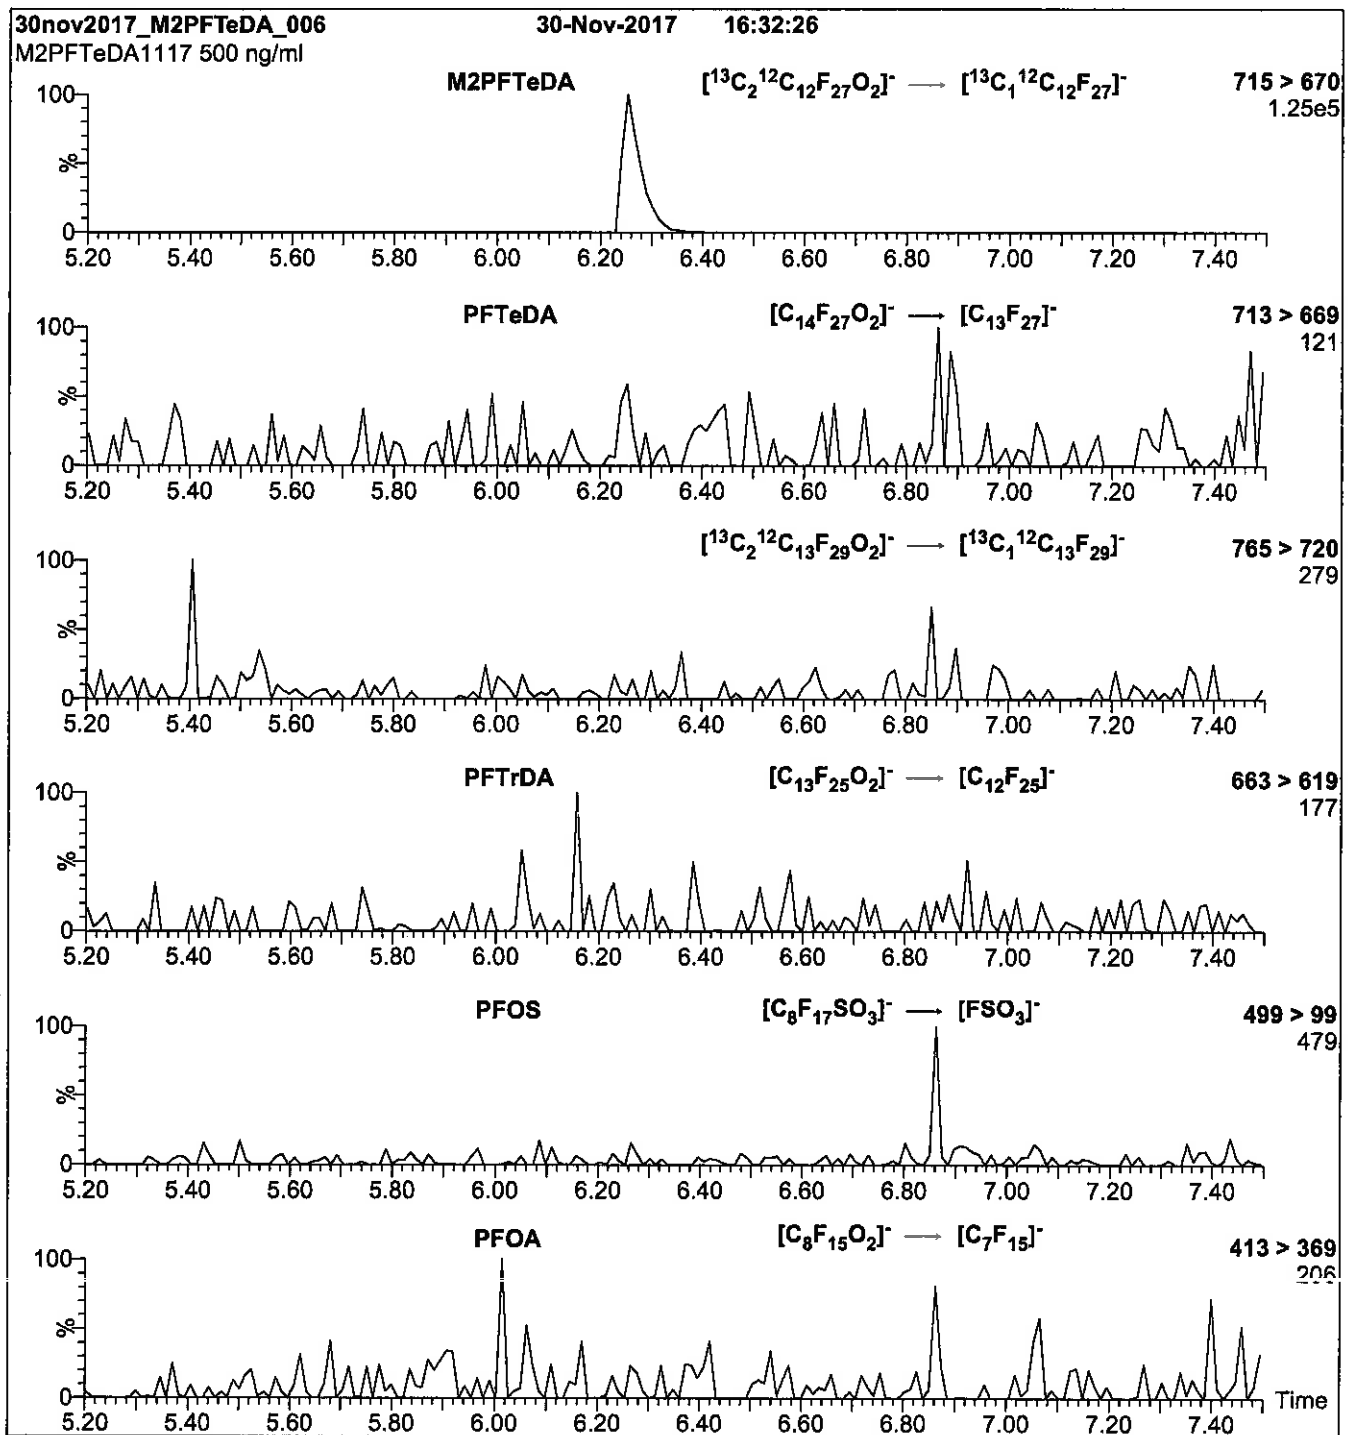 30nov2017_M2PFTeDA_006 30-Nov-2017 16:32:26
M2PFTeDA1117 500 ng/ml
M2PFTeDA [¹³C₂¹²C₁₂F₂₇O₂]⁻ → [¹³C₁¹²C₁₂F₂₇]⁻ 715 > 670
1.25e5
100
%
0
5.20 5.40 5.60 5.80 6.00 6.20 6.40 6.60 6.80 7.00 7.20 7.40
PFTeDA [C₁₄F₂₇O₂]⁻ → [C₁₃F₂₇]⁻ 713 > 669
121
100
%
0
5.20 5.40 5.60 5.80 6.00 6.20 6.40 6.60 6.80 7.00 7.20 7.40
[¹³C₂¹²C₁₃F₂₉O₂]⁻ → [¹³C₁¹²C₁₃F₂₉]⁻ 765 > 720
279
100
%
0
5.20 5.40 5.60 5.80 6.00 6.20 6.40 6.60 6.80 7.00 7.20 7.40
PFTrDA [C₁₃F₂₅O₂]⁻ → [C₁₂F₂₅]⁻ 663 > 619
177
100
%
0
5.20 5.40 5.60 5.80 6.00 6.20 6.40 6.60 6.80 7.00 7.20 7.40
PFOS [C₈F₁₇SO₃]⁻ → [FSO₃]⁻ 499 > 99
479
100
%
0
5.20 5.40 5.60 5.80 6.00 6.20 6.40 6.60 6.80 7.00 7.20 7.40
PFOA [C₈F₁₅O₂]⁻ → [C₇F₁₅]⁻ 413 > 369
206
100
%
0
5.20 5.40 5.60 5.80 6.00 6.20 6.40 6.60 6.80 7.00 7.20 7.40 Time